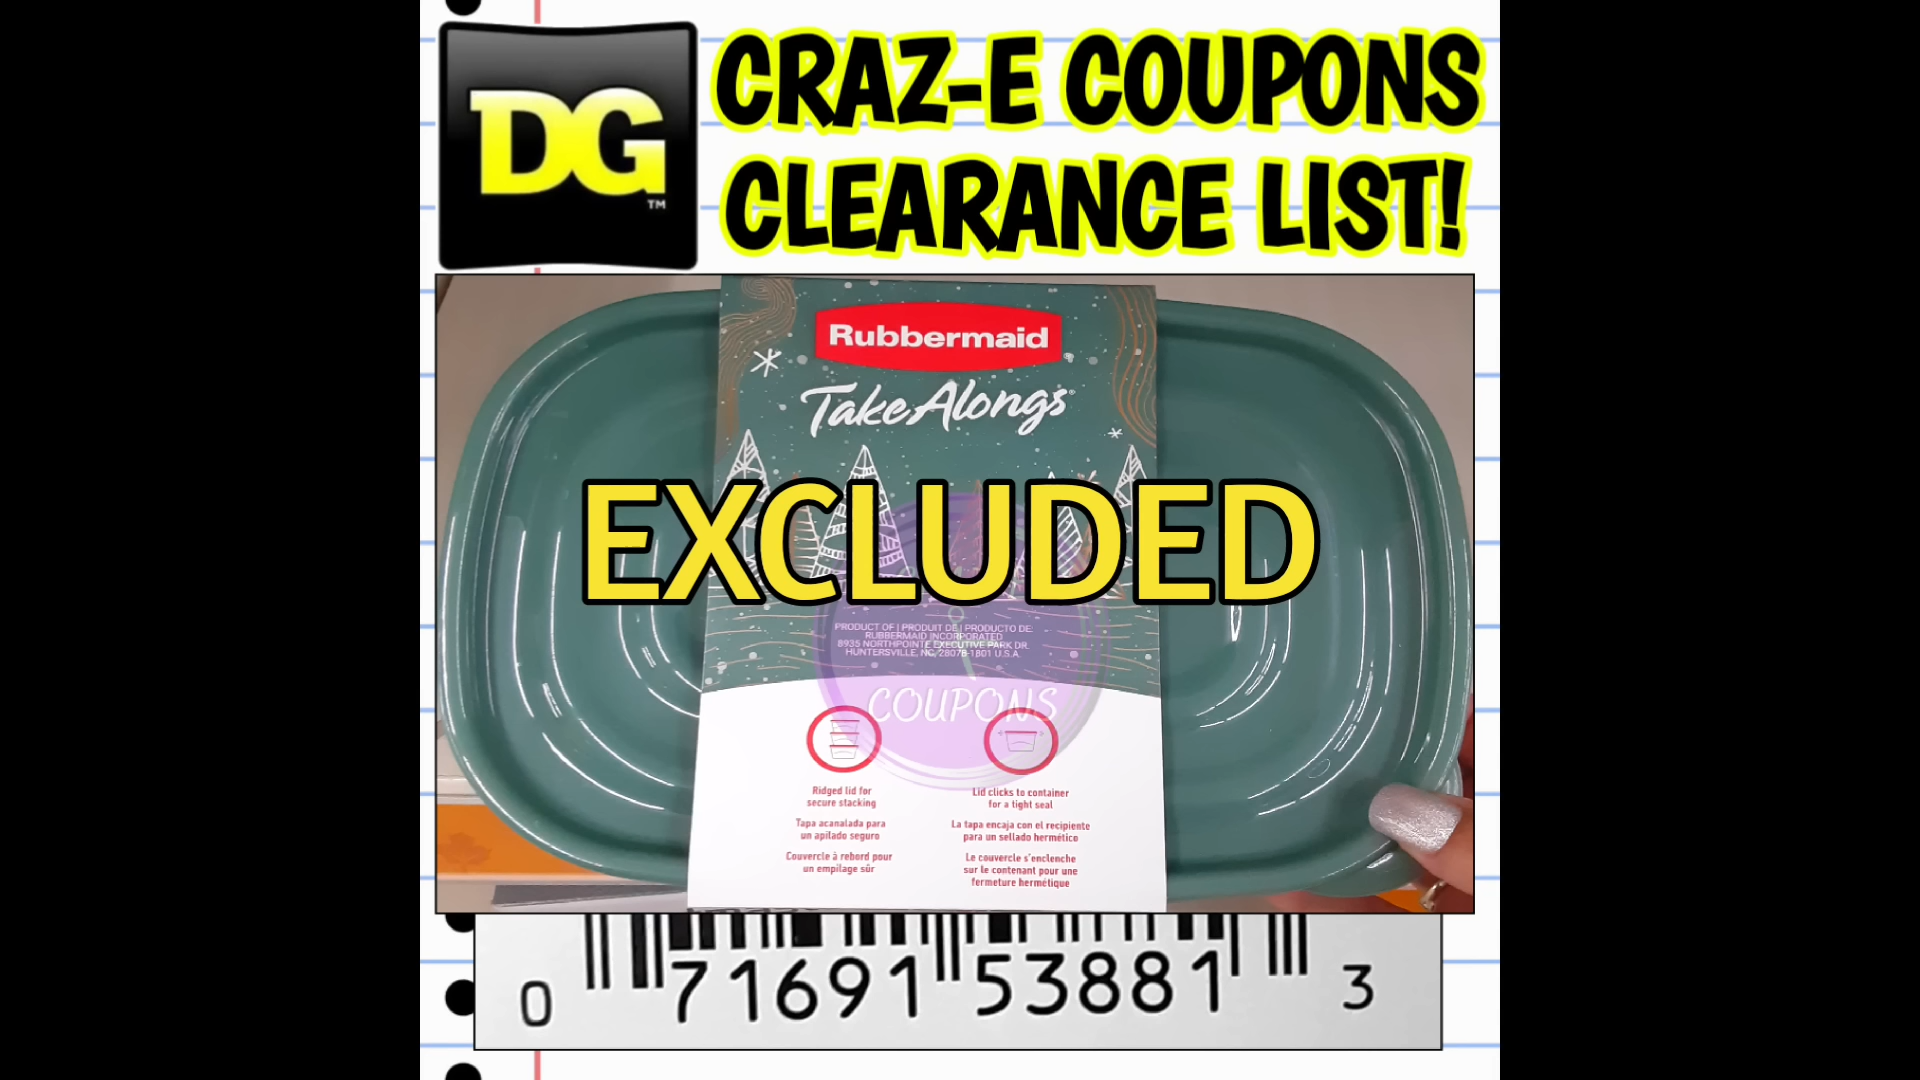 DG
TM
CRAZ-E COUPONS
CLEARANCE LIST!
Rubbermaid
TakeAlongs
EXCLUDED
PRODUCT OF | PRODUIT DE | PRODUCTO DE:
RUBBERMAID INCORPORATED
8935 NORTHPOINTE EXECUTIVE PARK DR.
HUNTERSVILLE, NC, 28078-1801 U.S.A.
COUPONS
Ridged lid for
secure stacking
Tapa acanalada para
un apilado seguro
Couvercle à rebord pour
un empilage sûr
Lid clicks to container
for a tight seal
La tapa encaja con el recipiente
para un sellado hermético
Le couvercle s'enclenche
sur le contenant pour une
fermeture hermétique
0 71691 53881 3